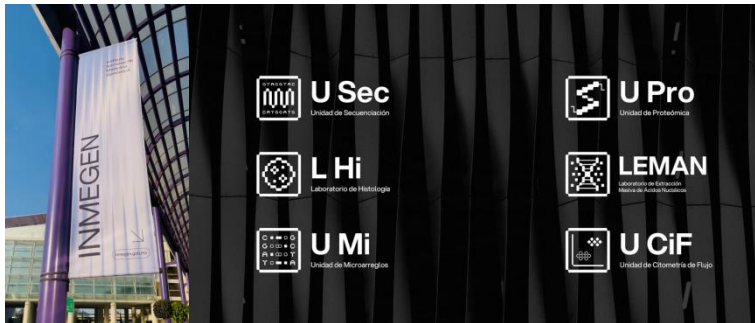 INMEGEN
U Sec
Unidad de Secuenciación
L Hi
Laboratorio de Histología
U Mi
Unidad de Microarreglos
U Pro
Unidad de Proteómica
LEMAN
Laboratorio de Extracción
Masiva de Ácidos Nucléicos
U CiF
Unidad de Citometría de Flujo